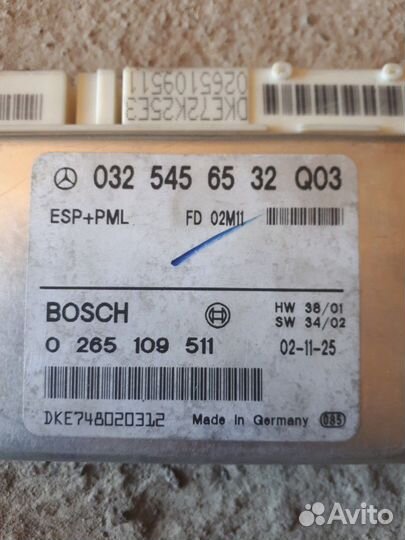 DKE72K25E3
0265109511
032 545 65 32 Q03
ESP+PML FD 02M11
BOSCH HW 38/01
SW 34/02
0 265 109 511 02-11-25
DKE748020312 Made in Germany 085
Avito